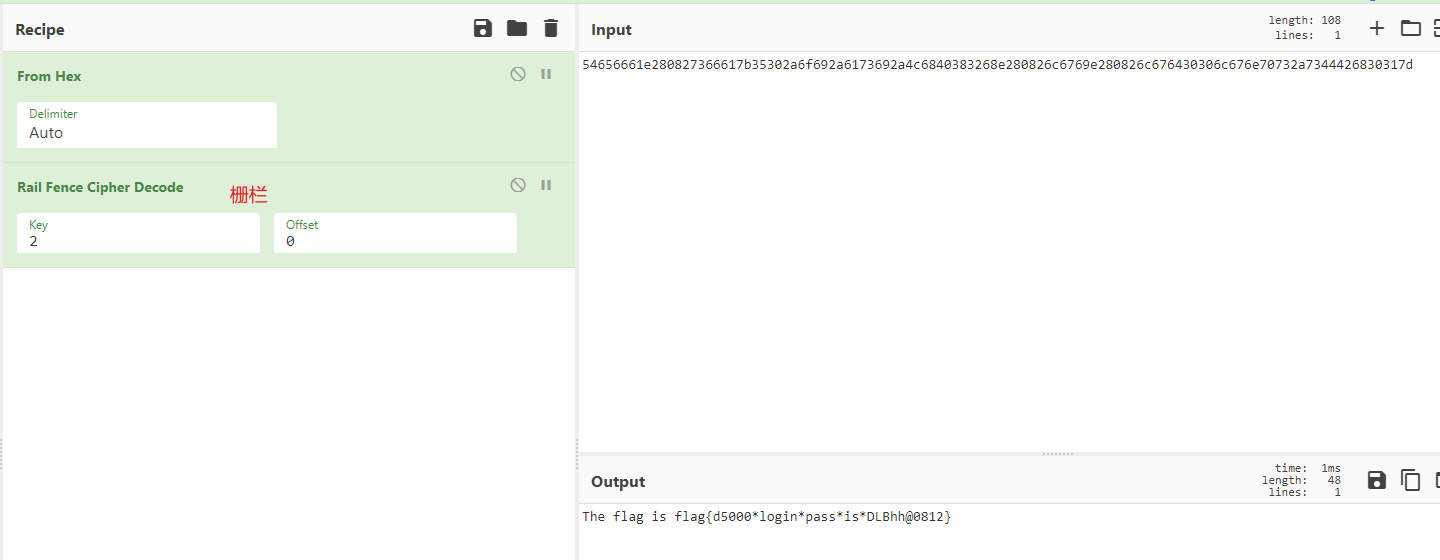 Recipe
From Hex
Delimiter
Auto
Rail Fence Cipher Decode
栅栏
Key
2
Offset
0
Input
length: 108
lines: 1
54656661e280827366617b35302a6f692a6173692a4c6840383268e280826c6769e280826c676430306c676e70732a7344426830317d
Output
time: 1ms
length: 48
lines: 1
The flag is flag{d5000*login*pass*is*DLBhh@0812}